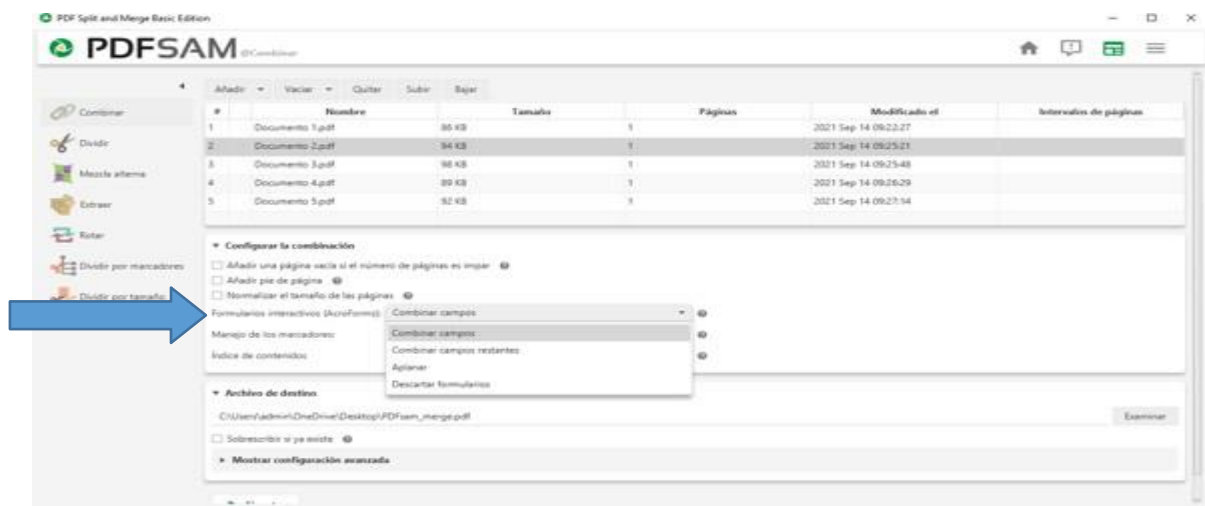 PDF Split and Merge Basic Edition
PDFSAM @Combinar
Añadir Vaciar Quitar Subir Bajar
Combinar
Dividir
Mezcla alterna
Extraer
Rotar
Dividir por marcadores
Dividir por tamaño
# Nombre Tamaño Páginas Modificado el Intervalos de páginas
1 Documento 1.pdf 86 KB 1 2021 Sep 14 09:22:27
2 Documento 2.pdf 94 KB 1 2021 Sep 14 09:25:21
3 Documento 3.pdf 98 KB 1 2021 Sep 14 09:25:48
4 Documento 4.pdf 89 KB 1 2021 Sep 14 09:26:29
5 Documento 5.pdf 92 KB 1 2021 Sep 14 09:27:14
Configurar la combinación
Añadir una página vacía si el número de páginas es impar
Añadir pie de página
Normalizar el tamaño de las páginas
Formularios interactivos (AcroForms): Combinar campos
Manejo de los marcadores:
Índice de contenidos
Combinar campos
Combinar campos restantes
Aplanar
Descartar formularios
Archivo de destino
C:\Users\admin\OneDrive\Desktop\PDFsam_merge.pdf Examinar
Sobrescribir si ya existe
Mostrar configuración avanzada